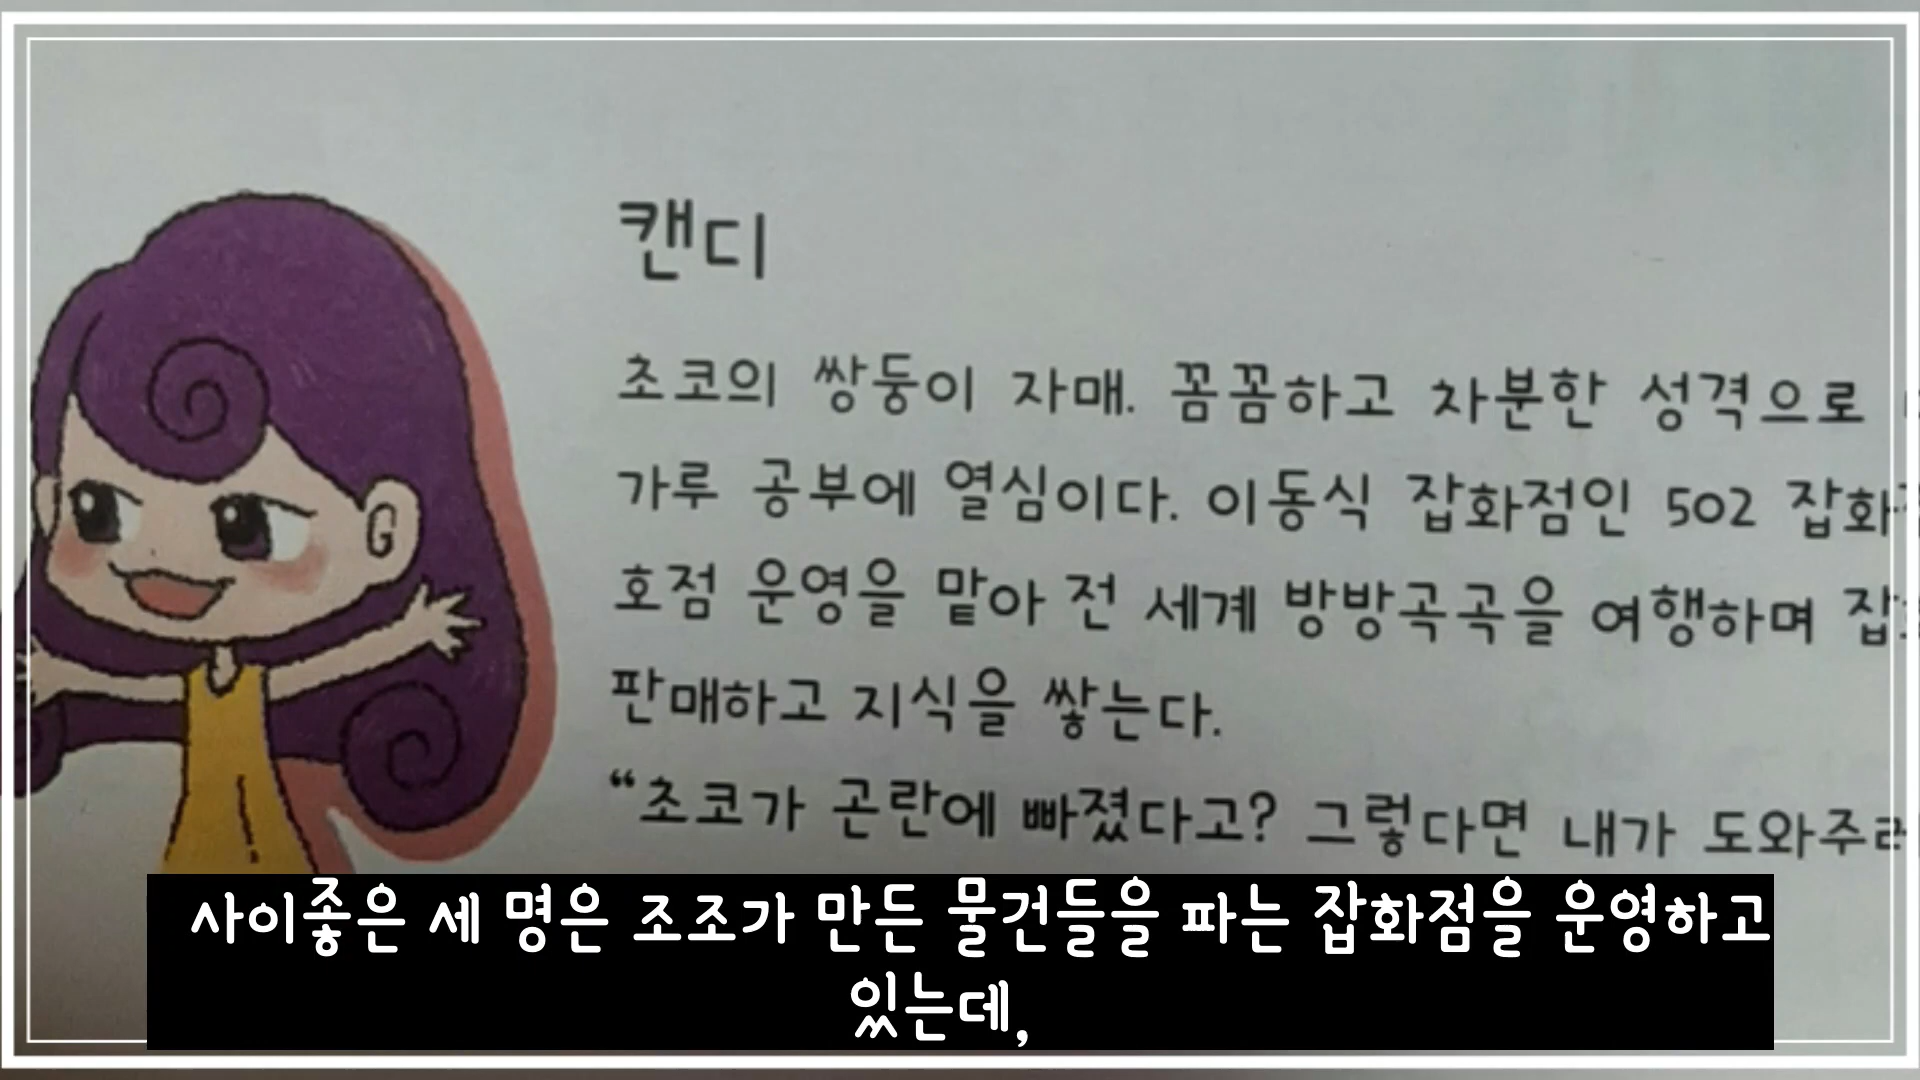 캔디
초코의 쌍둥이 자매. 꼼꼼하고 차분한 성격으로
가루 공부에 열심이다. 이동식 잡화점인 502
호점 운영을 맡아 전 세계 방방곡곡을 여행하며
판매하고 지식을 쌓는다.
“초코가 곤란에 빠졌다고? 그렇다면 내가
사이좋은 세 명은 조조가 만든 물건들을 파는 잡화점을 운영하고
있는데,